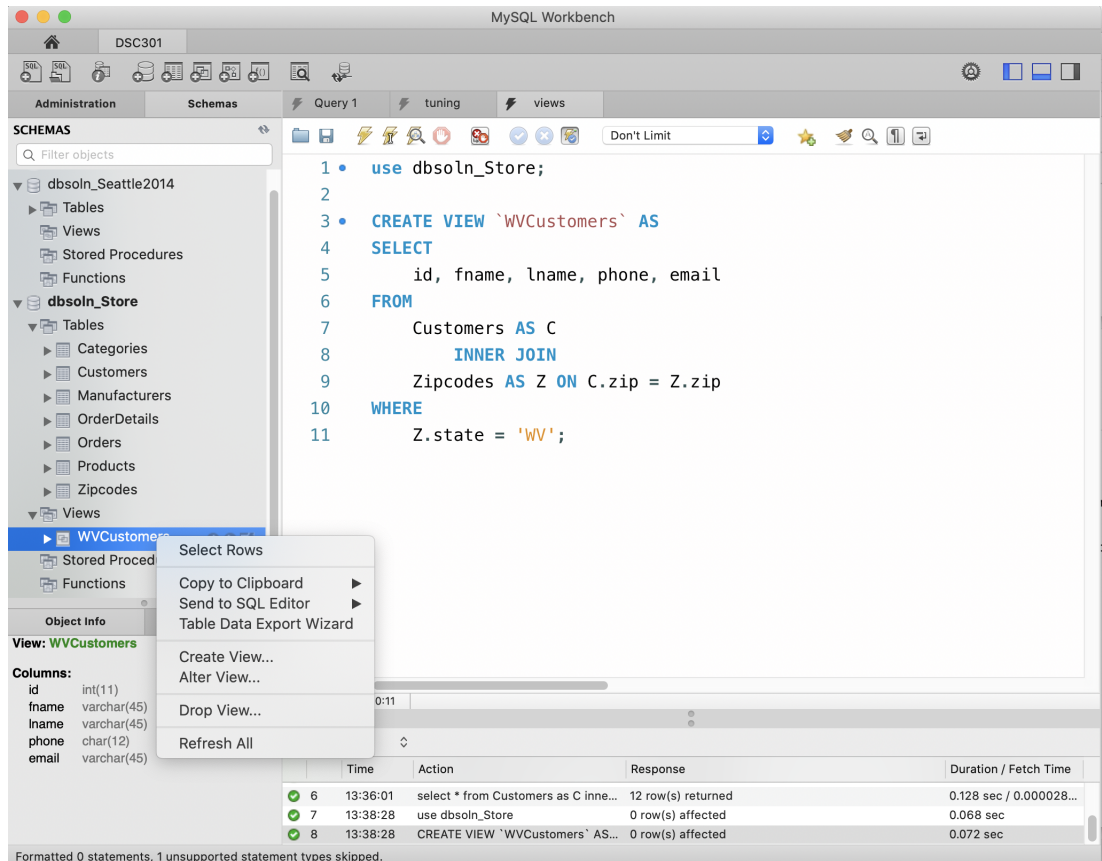 MySQL Workbench
DSC301
SQL SQL
Administration Schemas Query 1 tuning views
SCHEMAS
Filter objects
Don't Limit
dbsoln_Seattle2014
Tables
Views
Stored Procedures
Functions
dbsoln_Store
Tables
Categories
Customers
Manufacturers
OrderDetails
Orders
Products
Zipcodes
Views
WVCustomers
Stored Proced
Functions
1 use dbsoln_Store;
2
3 CREATE VIEW `WVCustomers` AS
4 SELECT
5 id, fname, lname, phone, email
6 FROM
7 Customers AS C
8 INNER JOIN
9 Zipcodes AS Z ON C.zip = Z.zip
10 WHERE
11 Z.state = 'WV';
Select Rows
Copy to Clipboard
Send to SQL Editor
Table Data Export Wizard
Create View...
Alter View...
Drop View...
Refresh All
Object Info
View: WVCustomers
Columns:
id int(11)
fname varchar(45)
lname varchar(45)
phone char(12)
email varchar(45)
0:11
Time Action Response Duration / Fetch Time
6 13:36:01 select * from Customers as C inne... 12 row(s) returned 0.128 sec / 0.000028...
7 13:38:28 use dbsoln_Store 0 row(s) affected 0.068 sec
8 13:38:28 CREATE VIEW `WVCustomers` AS... 0 row(s) affected 0.072 sec
Formatted 0 statements, 1 unsupported statement types skipped.